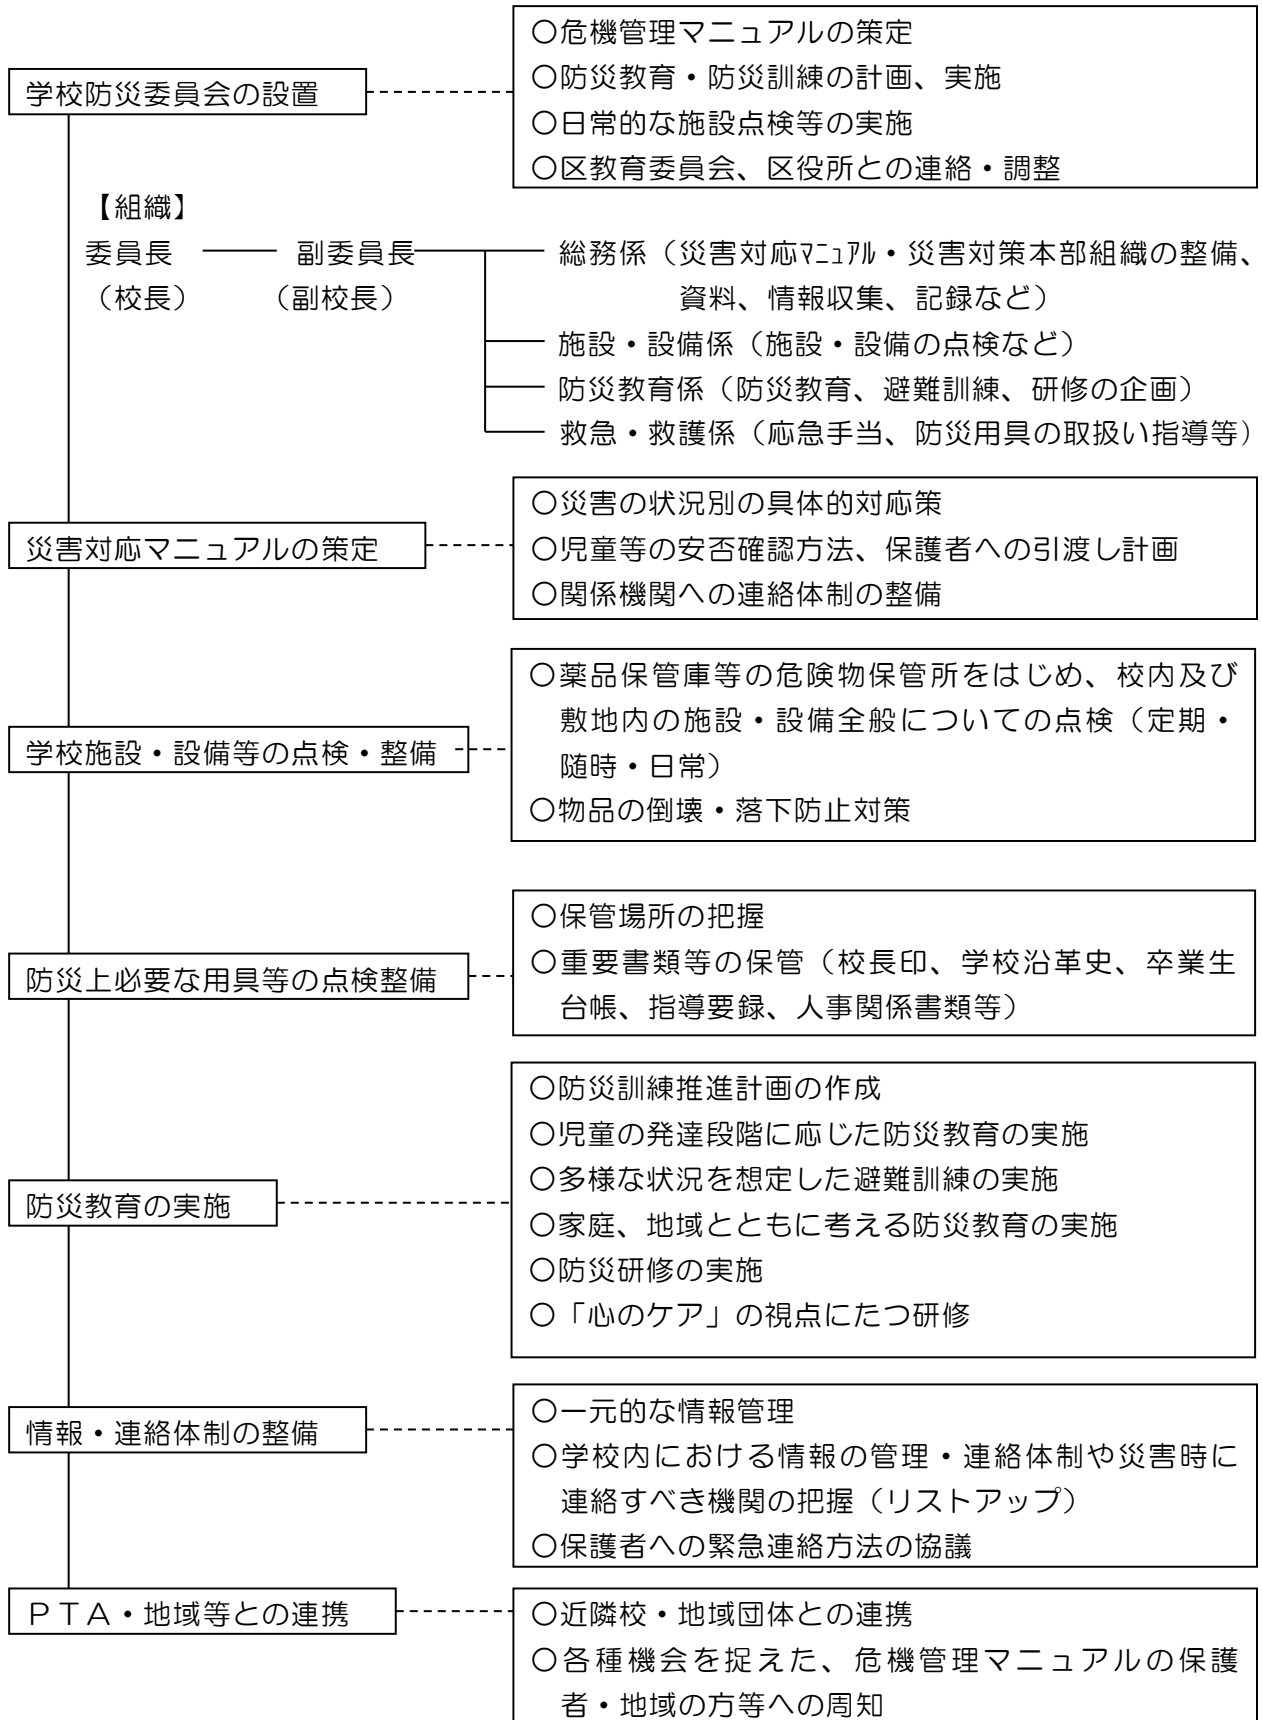 学校防災委員会の設置
〇危機管理マニュアルの策定
〇防災教育・防災訓練の計画、実施
〇日常的な施設点検等の実施
〇区教育委員会、区役所との連絡・調整
【組織】
委員長 副委員長 総務係（災害対応ﾏﾆｭｱﾙ・災害対策本部組織の整備、
（校長） （副校長） 資料、情報収集、記録など）
施設・設備係（施設・設備の点検など）
防災教育係（防災教育、避難訓練、研修の企画）
救急・救護係（応急手当、防災用具の取扱い指導等）
災害対応マニュアルの策定
〇災害の状況別の具体的対応策
〇児童等の安否確認方法、保護者への引渡し計画
〇関係機関への連絡体制の整備
学校施設・設備等の点検・整備
〇薬品保管庫等の危険物保管所をはじめ、校内及び
敷地内の施設・設備全般についての点検（定期・
随時・日常）
〇物品の倒壊・落下防止対策
防災上必要な用具等の点検整備
〇保管場所の把握
〇重要書類等の保管（校長印、学校沿革史、卒業生
台帳、指導要録、人事関係書類等）
防災教育の実施
〇防災訓練推進計画の作成
〇児童の発達段階に応じた防災教育の実施
〇多様な状況を想定した避難訓練の実施
〇家庭、地域とともに考える防災教育の実施
〇防災研修の実施
〇「心のケア」の視点にたつ研修
情報・連絡体制の整備
〇一元的な情報管理
〇学校内における情報の管理・連絡体制や災害時に
連絡すべき機関の把握（リストアップ）
〇保護者への緊急連絡方法の協議
ＰＴＡ・地域等との連携
〇近隣校・地域団体との連携
〇各種機会を捉えた、危機管理マニュアルの保護
者・地域の方等への周知